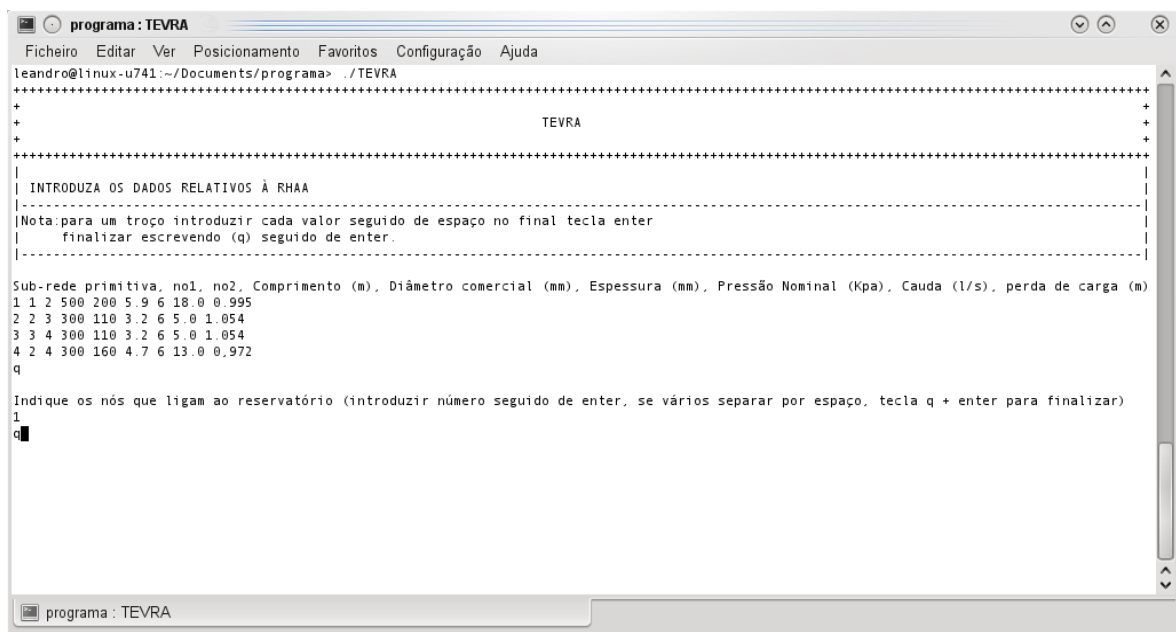 programa : TEVRA
Ficheiro Editar Ver Posicionamento Favoritos Configuração Ajuda
leandro@linux-u741:~/Documents/programa> ./TEVRA
TEVRA
INTRODUZA OS DADOS RELATIVOS À RHAA
Nota:para um troço introduzir cada valor seguido de espaço no final tecla enter
finalizar escrevendo (q) seguido de enter.
Sub-rede primitiva, no1, no2, Comprimento (m), Diâmetro comercial (mm), Espessura (mm), Pressão Nominal (Kpa), Cauda (l/s), perda de carga (m)
1 1 2 500 200 5.9 6 18.0 0.995
2 2 3 300 110 3.2 6 5.0 1.054
3 3 4 300 110 3.2 6 5.0 1.054
4 2 4 300 160 4.7 6 13.0 0,972
q
Indique os nós que ligam ao reservatório (introduzir número seguido de enter, se vários separar por espaço, tecla q + enter para finalizar)
1
q
programa : TEVRA